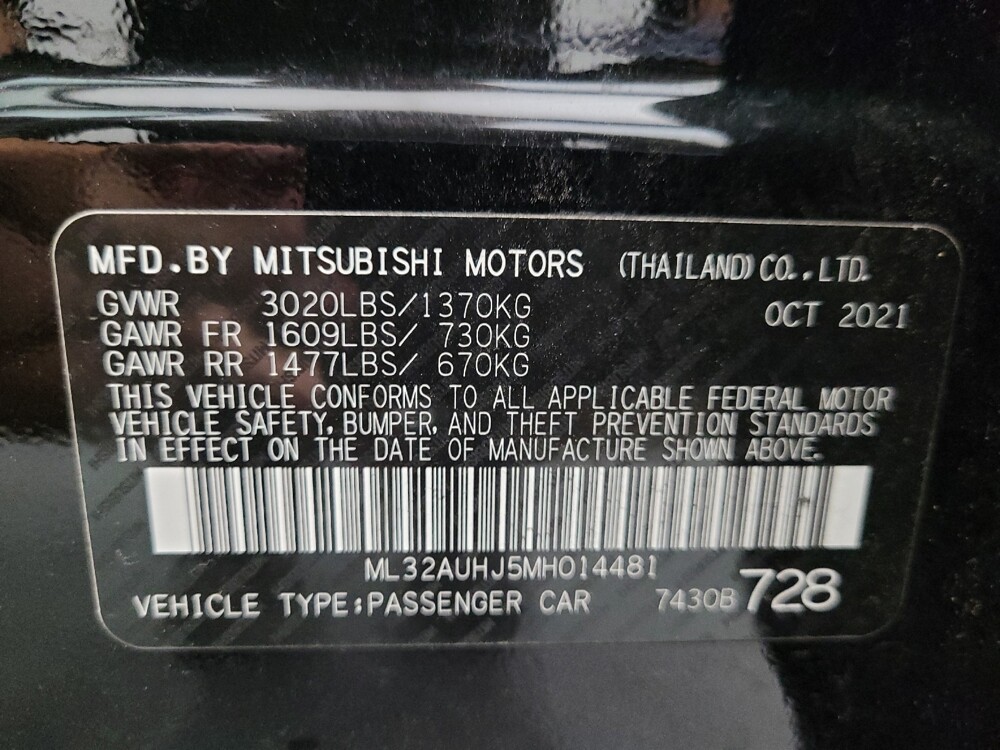 MFD.BY MITSUBISHI MOTORS (THAILAND) CO., LTD.
GVWR 3020LBS/1370KG OCT 2021
GAWR FR 1609LBS/ 730KG
GAWR RR 1477LBS/ 670KG
THIS VEHICLE CONFORMS TO ALL APPLICABLE FEDERAL MOTOR
VEHICLE SAFETY, BUMPER, AND THEFT PREVENTION STANDARDS
IN EFFECT ON THE DATE OF MANUFACTURE SHOWN ABOVE.
ML32AUHJ5MH014481
VEHICLE TYPE:PASSENGER CAR 7430B728